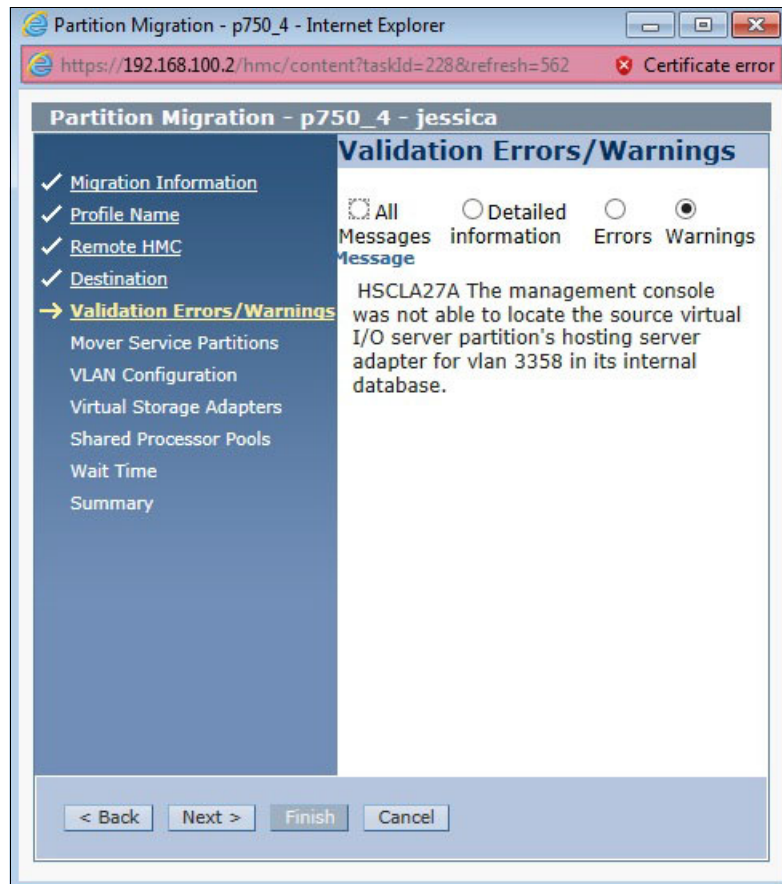 Partition Migration - p750_4 - Internet Explorer
https://192.168.100.2/hmc/content?taskId=228&refresh=562 Certificate error
Partition Migration - p750_4 - jessica
Migration Information
Profile Name
Remote HMC
Destination
Validation Errors/Warnings
Mover Service Partitions
VLAN Configuration
Virtual Storage Adapters
Shared Processor Pools
Wait Time
Summary
Validation Errors/Warnings
All Messages
Detailed information
Errors
Warnings
Message
HSCLA27A The management console
was not able to locate the source virtual
I/O server partition's hosting server
adapter for vlan 3358 in its internal
database.
< Back Next > Finish Cancel